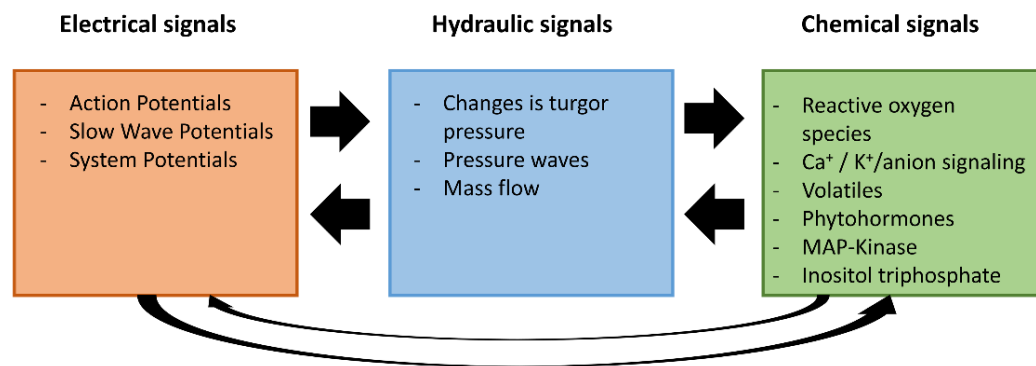 Electrical signals
Hydraulic signals
Chemical signals
- Action Potentials
- Slow Wave Potentials
- System Potentials
- Changes is turgor
pressure
- Pressure waves
- Mass flow
- Reactive oxygen
species
- Ca⁺ / K⁺/anion signaling
- Volatiles
- Phytohormones
- MAP-Kinase
- Inositol triphosphate